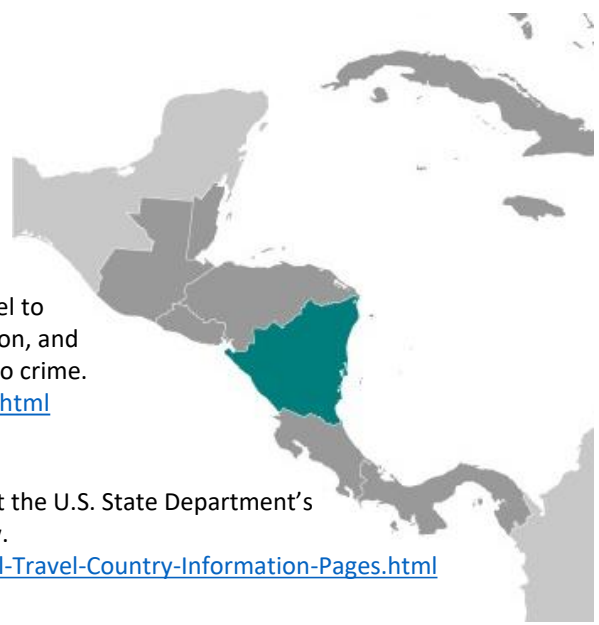 el to
on, and
o crime.
html
t the U.S. State Department's
.
l-Travel-Country-Information-Pages.html